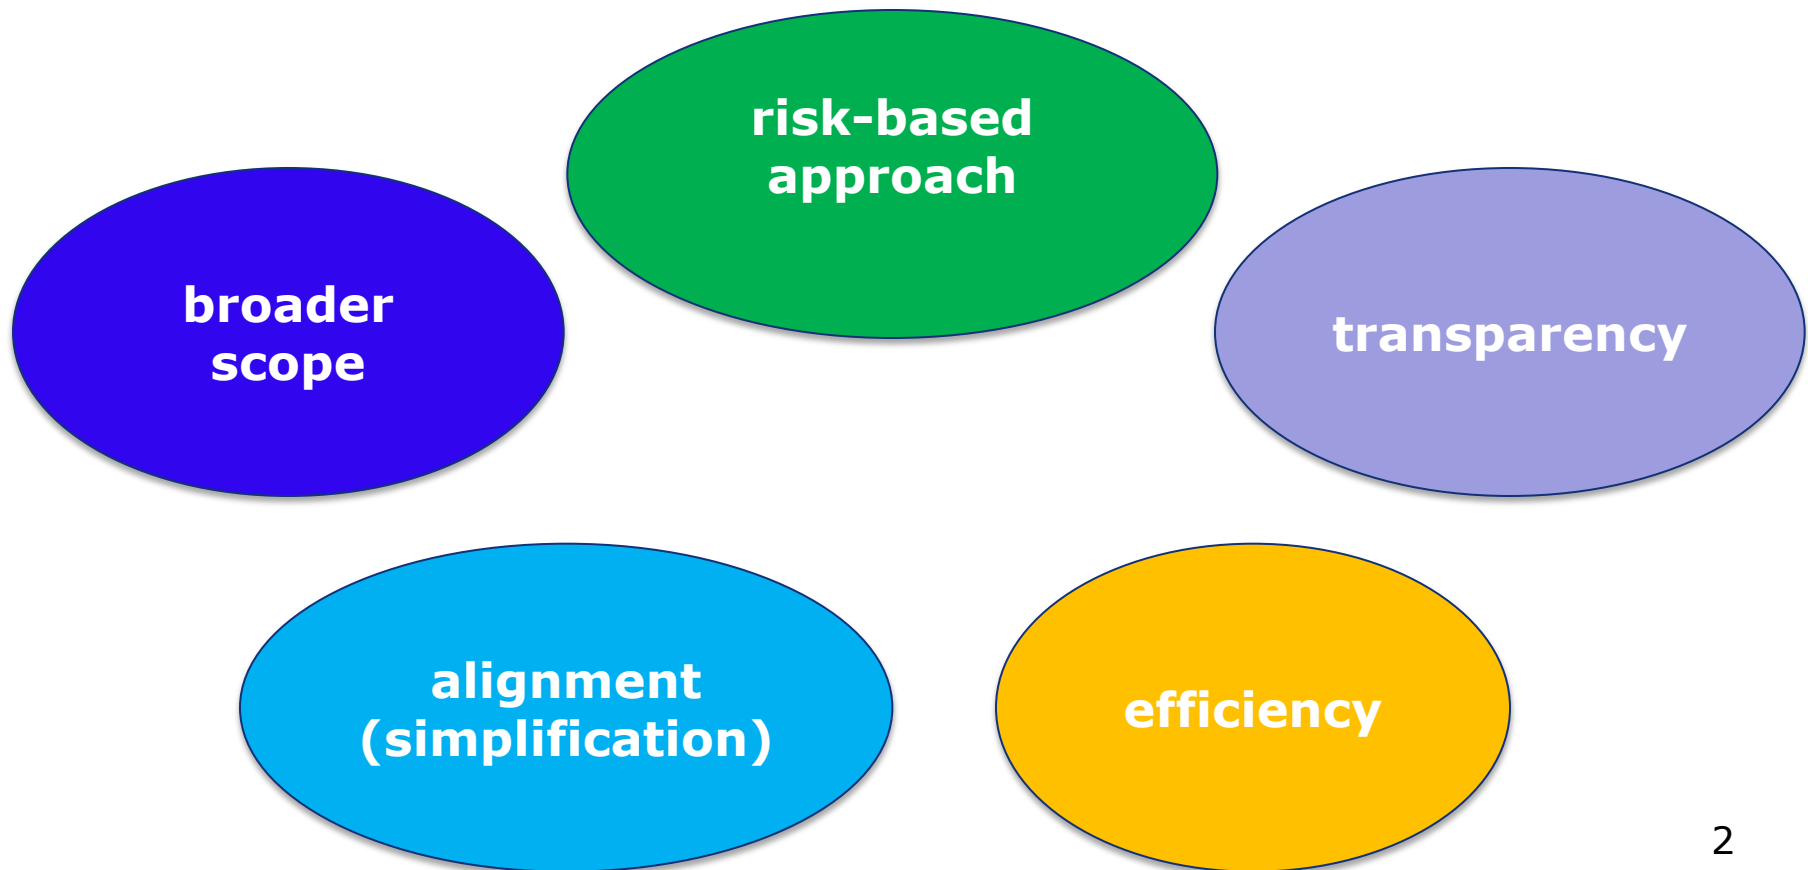 risk-based
approach
broader
scope
transparency
alignment
(simplification)
efficiency
2